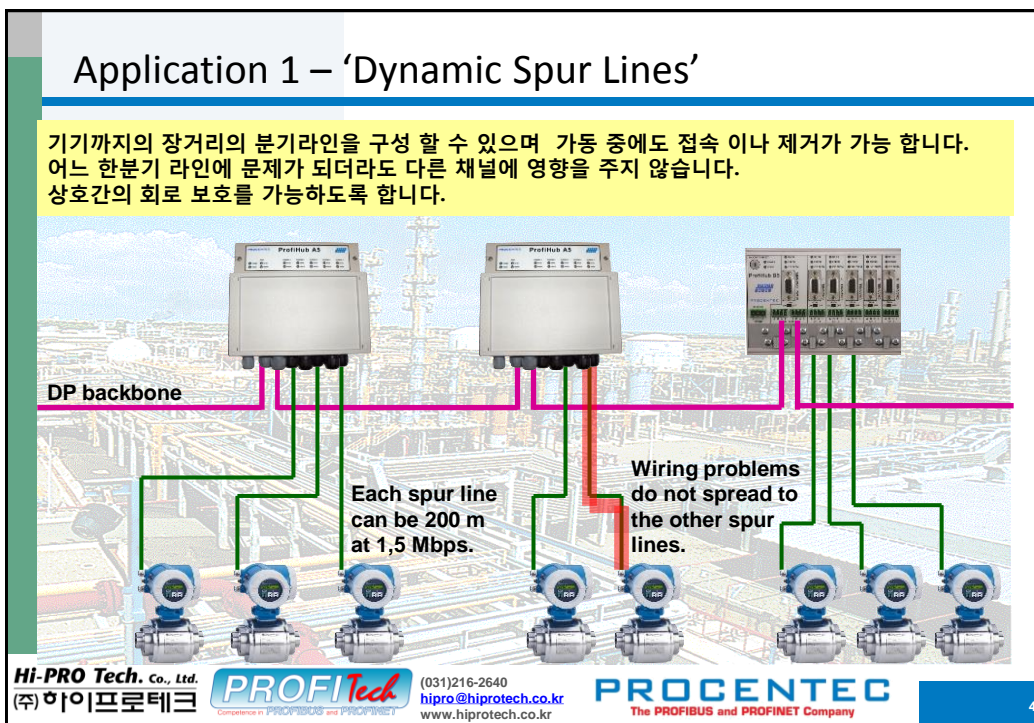 Application 1 – ‘Dynamic Spur Lines’
기기까지의 장거리의 분기라인을 구성 할 수 있으며 가동 중에도 접속 이나 제거가 가능 합니다.
어느 한분기 라인에 문제가 되더라도 다른 채널에 영향을 주지 않습니다.
상호간의 회로 보호를 가능하도록 합니다.
ProfiHub A5
ProfiHub A5
ProfiHub B5
PROCENTEC
DP backbone
Each spur line
can be 200 m
at 1,5 Mbps.
Wiring problems
do not spread to
the other spur
lines.
Hi-PRO Tech. Co., Ltd.
(주)하이프로테크
PROFITech
Competence in PROFIBUS and PROFINET
(031)216-2640
hipro@hiprotech.co.kr
www.hiprotech.co.kr
PROCENTEC
The PROFIBUS and PROFINET Company